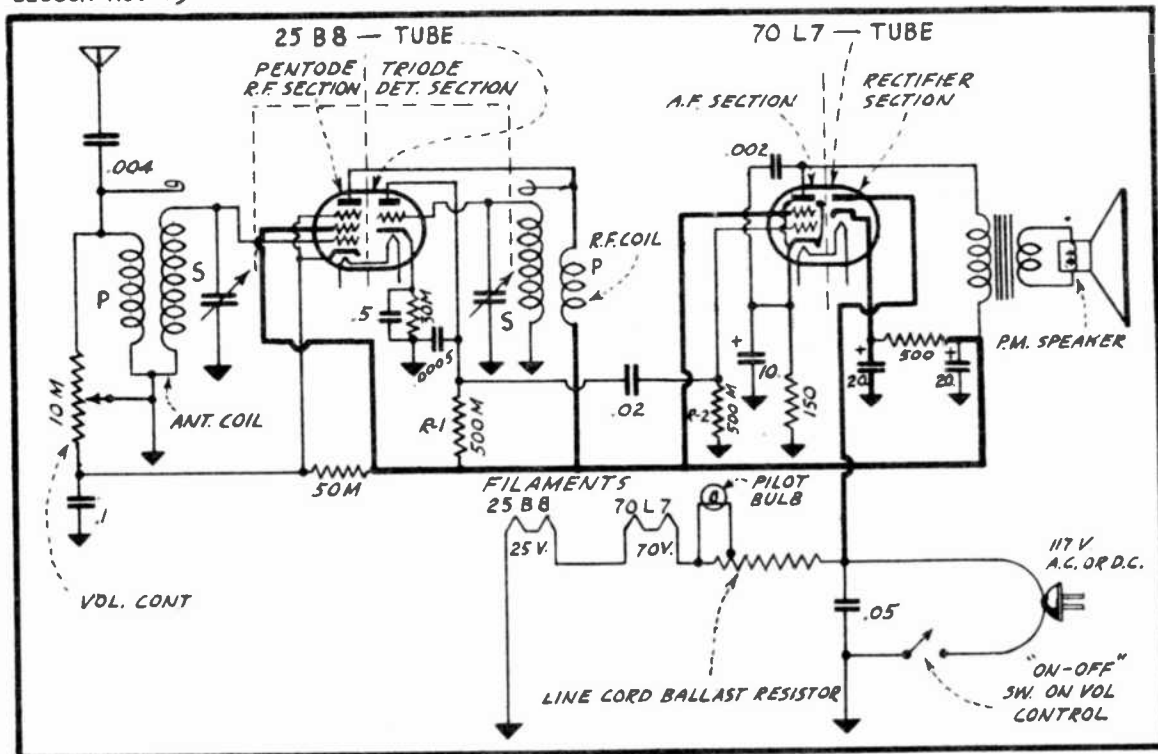 25 B8 — TUBE
70 L7 — TUBE
PENTODE
R.F. SECTION
TRIODE
DET. SECTION
A.F. SECTION
RECTIFIER
SECTION
.004
.002
P
S
R.F. COIL
P
S
.5
50M
.0005
10M
ANT. COIL
R-1
500M
.02
R-2
500M
+
10.
150
+
20.
500
+
20.
P.M. SPEAKER
50M
.1
VOL. CONT
FILAMENTS
25 B8
25 V.
70 L7
70V.
PILOT
BULB
117 V
A.C. OR D.C.
.05
LINE CORD BALLAST RESISTOR
"ON-OFF"
SW. ON VOL
CONTROL